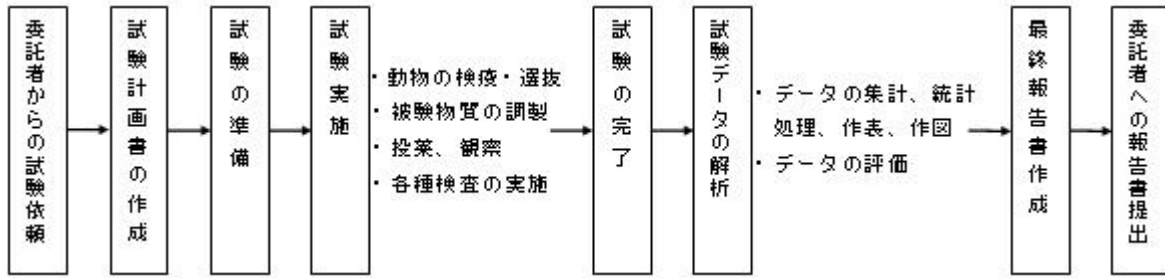 委託者からの試験依頼
試験計画書の作成
試験の準備
試験実施
・動物の検疫・選抜
・被験物質の調製
・投薬、観察
・各種検査の実施
試験の完了
試験データの解析
・データの集計、統計
処理、作表、作図
・データの評価
最終報告書作成
委託者への報告書提出